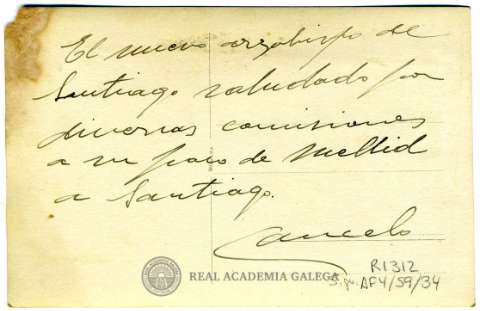 El nuevo arzobispo de
Santiago saludado por
diversas comisiones
a su paso de Mellid
a Santiago.
Cancelo
REAL ACADEMIA GALEGA
R1312
AF4/59/34